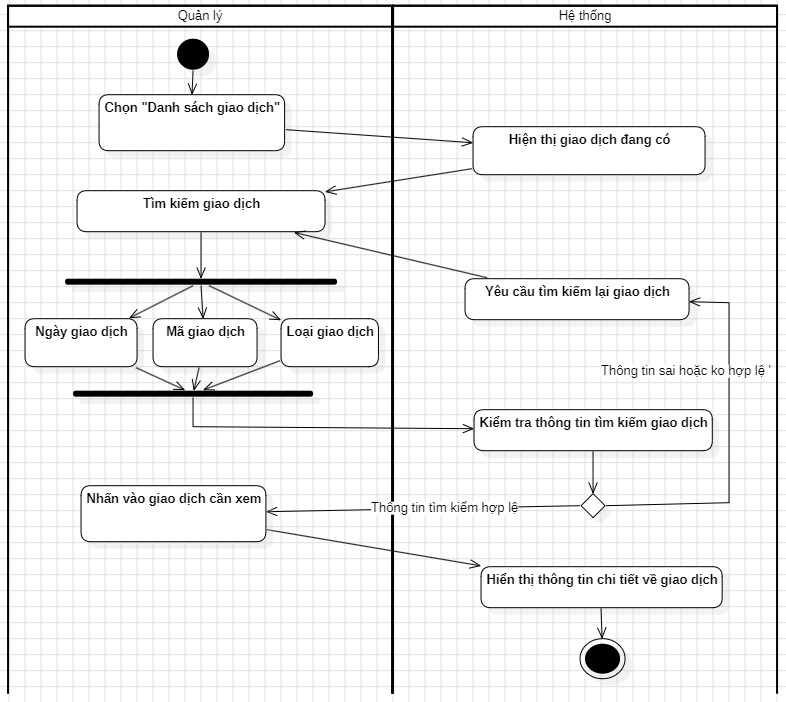 Quản lý
Hệ thống
Chọn "Danh sách giao dịch"
Hiện thị giao dịch đang có
Tìm kiếm giao dịch
Yêu cầu tìm kiếm lại giao dịch
Ngày giao dịch
Mã giao dịch
Loại giao dịch
Thông tin sai hoặc ko hợp lệ '
Kiểm tra thông tin tìm kiếm giao dịch
Nhấn vào giao dịch cần xem
Thông tin tìm kiếm hợp lệ
Hiển thị thông tin chi tiết về giao dịch